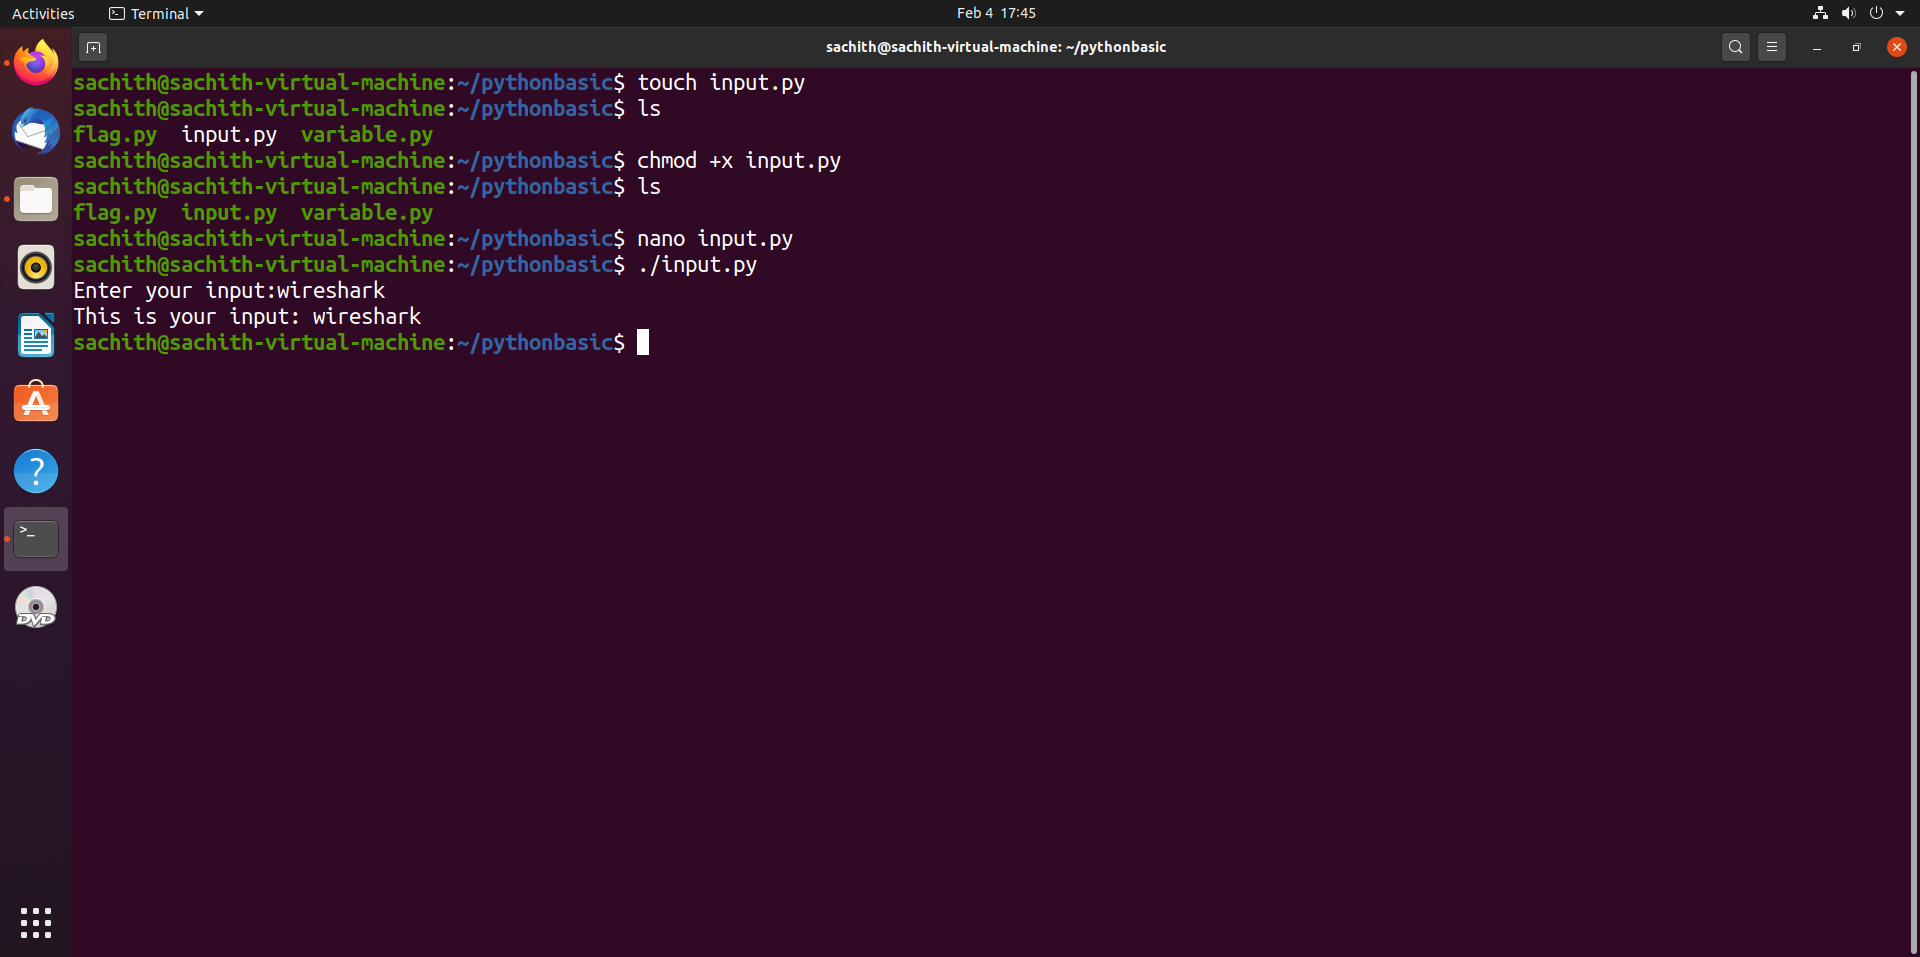 Activities
Terminal
Feb 4 17:45
sachith@sachith-virtual-machine: ~/pythonbasic
sachith@sachith-virtual-machine:~/pythonbasic$ touch input.py
sachith@sachith-virtual-machine:~/pythonbasic$ ls
flag.py input.py variable.py
sachith@sachith-virtual-machine:~/pythonbasic$ chmod +x input.py
sachith@sachith-virtual-machine:~/pythonbasic$ ls
flag.py input.py variable.py
sachith@sachith-virtual-machine:~/pythonbasic$ nano input.py
sachith@sachith-virtual-machine:~/pythonbasic$ ./input.py
Enter your input:wireshark
This is your input: wireshark
sachith@sachith-virtual-machine:~/pythonbasic$
A
?
>_
DVD